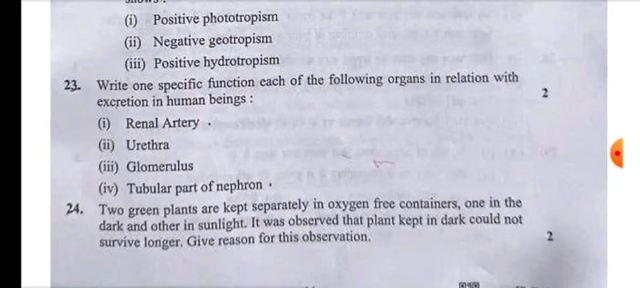 (i) Positive phototropism
(ii) Negative geotropism
(iii) Positive hydrotropism
23. Write one specific function each of the following organs in relation with
excretion in human beings : 2
(i) Renal Artery
(ii) Urethra
(iii) Glomerulus
(iv) Tubular part of nephron
24. Two green plants are kept separately in oxygen free containers, one in the
dark and other in sunlight. It was observed that plant kept in dark could not
survive longer. Give reason for this observation. 2